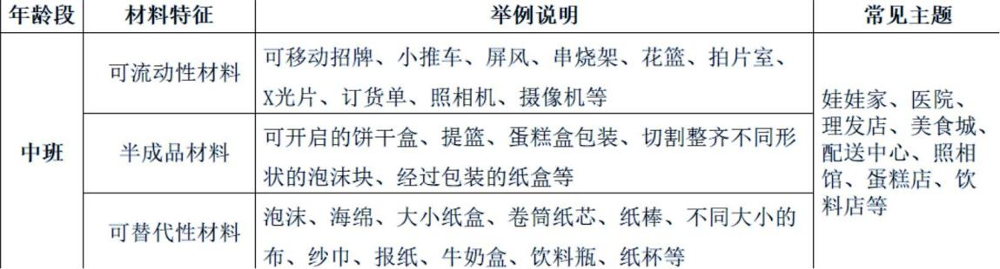 年龄段 材料特征 举例说明 常见主题
中班
可流动性材料
可移动招牌、小推车、屏风、串烧架、花篮、拍片室、
X光片、订货单、照相机、摄像机等
半成品材料
可开启的饼干盒、提篮、蛋糕盒包装、切割整齐不同形
状的泡沫块、经过包装的纸盒等
可替代性材料
泡沫、海绵、大小纸盒、卷筒纸芯、纸棒、不同大小的
布、纱巾、报纸、牛奶盒、饮料瓶、纸杯等
娃娃家、医院、
理发店、美食城、
配送中心、照相
馆、蛋糕店、饮
料店等